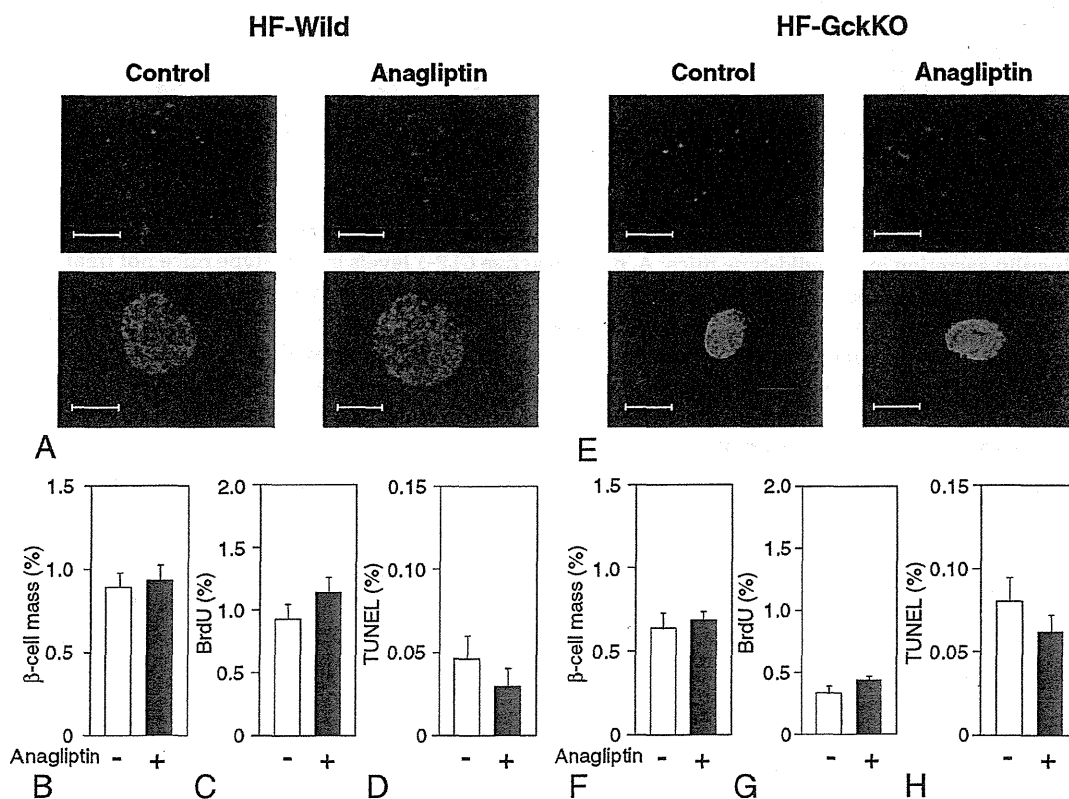 HF-Wild
HF-GckKO
Control
Anagliptin
Control
Anagliptin
A
E
1.5
1.0
0.5
0
β-cell mass (%)
2.0
1.5
1.0
0.5
0
BrdU (%)
0.15
0.10
0.05
0
TUNEL (%)
1.5
1.0
0.5
0
β-cell mass (%)
2.0
1.5
1.0
0.5
0
BrdU (%)
0.15
0.10
0.05
0
TUNEL (%)
Anagliptin - + - + - +
Anagliptin - + - + - +
B C D
F G H